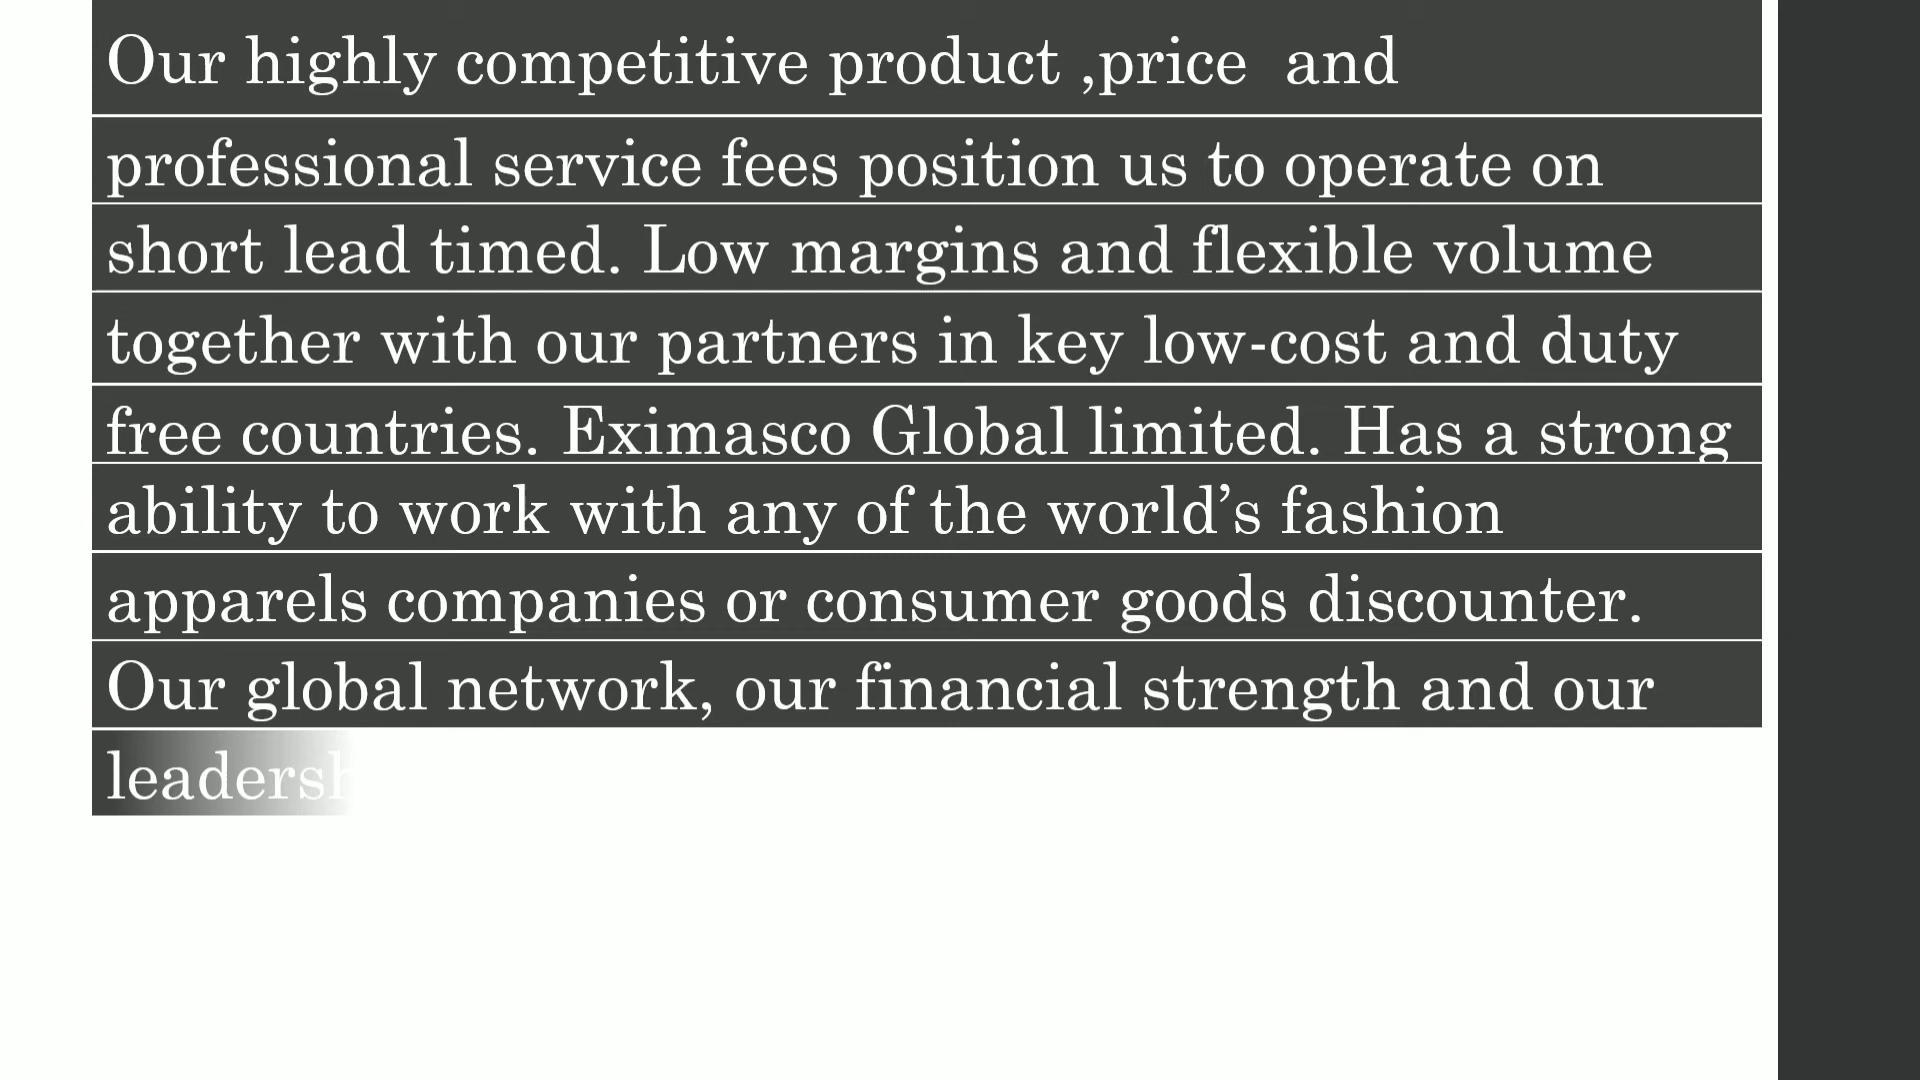 Our highly competitive product ,price  and
professional service fees position us to operate on
short lead timed. Low margins and flexible volume
together with our partners in key low-cost and duty
free countries. Eximasco Global limited. Has a strong
ability to work with any of the world’s fashion
apparels companies or consumer goods discounter.
Our global network, our financial strength and our